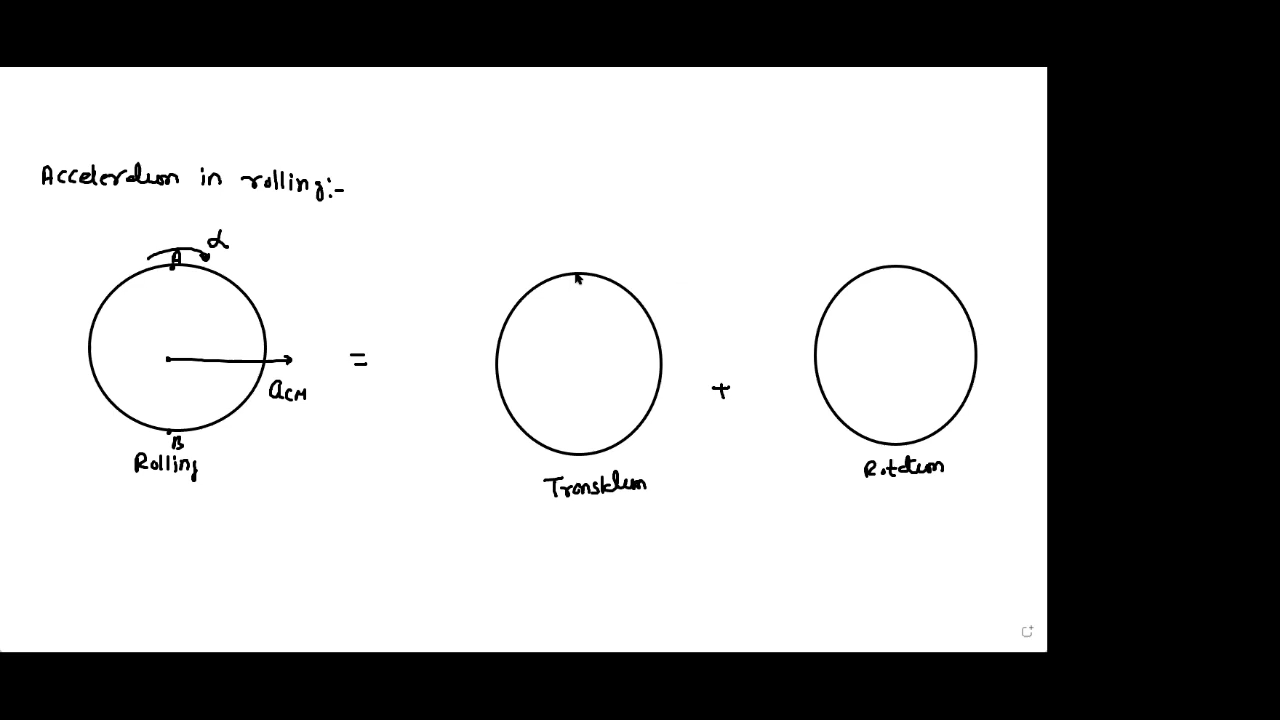 Acceleration in rolling:-
α
A
=
+
aCM
B
Rolling
Translation
Rotation